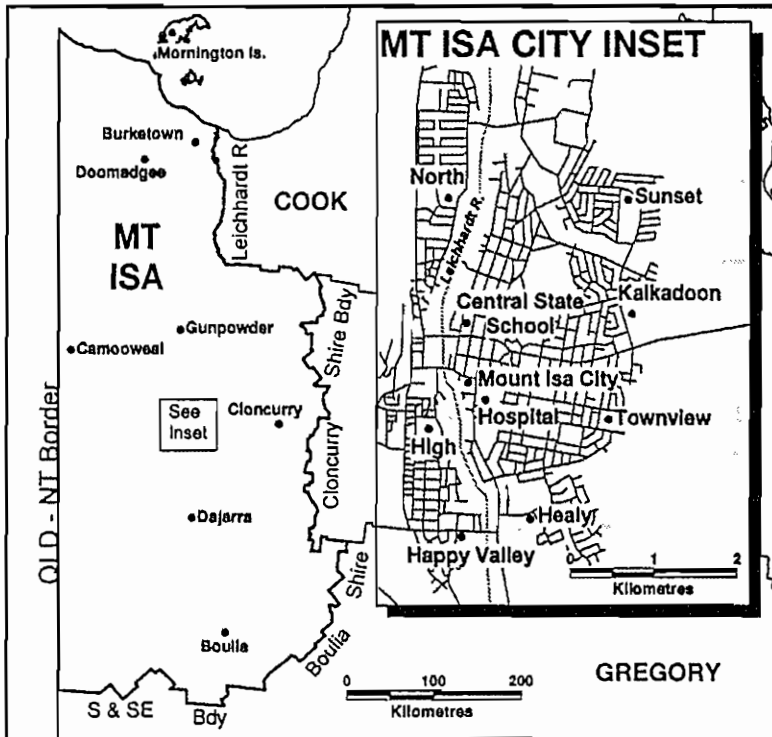 Mornington Is.
Burketown
Doomadgee
Leichhardt R.
COOK
MT
ISA
Gunpowder
Camooweal
Shire Bdy
See
Inset
Cloncurry
Cloncurry
QLD - NT Border
Dajarra
Shire
Boulia
Boulia
S & SE
Bdy
0 100 200
Kilometres
GREGORY
MT ISA CITY INSET
North
Leichhardt R.
Sunset
Central State
School
Kalkadoon
Mount Isa City
Hospital
Townview
High
Healy
Happy Valley
0 1 2
Kilometres